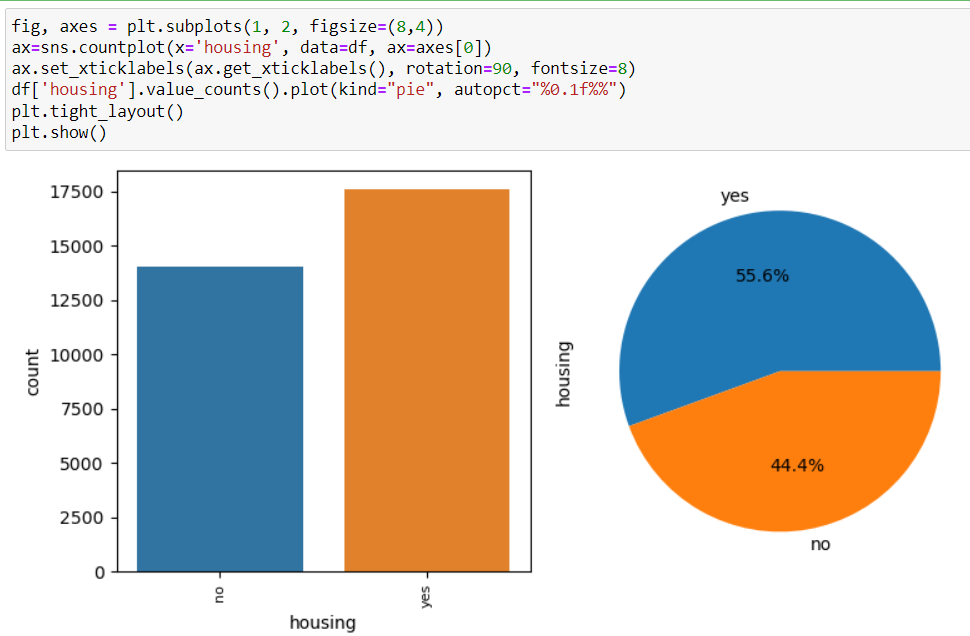 fig, axes = plt.subplots(1, 2, figsize=(8,4))
ax=sns.countplot(x='housing', data=df, ax=axes[0])
ax.set_xticklabels(ax.get_xticklabels(), rotation=90, fontsize=8)
df['housing'].value_counts().plot(kind="pie", autopct="%0.1f%%")
plt.tight_layout()
plt.show()
17500
15000
12500
10000
7500
5000
2500
0
count
no
yes
housing
housing
yes
55.6%
44.4%
no